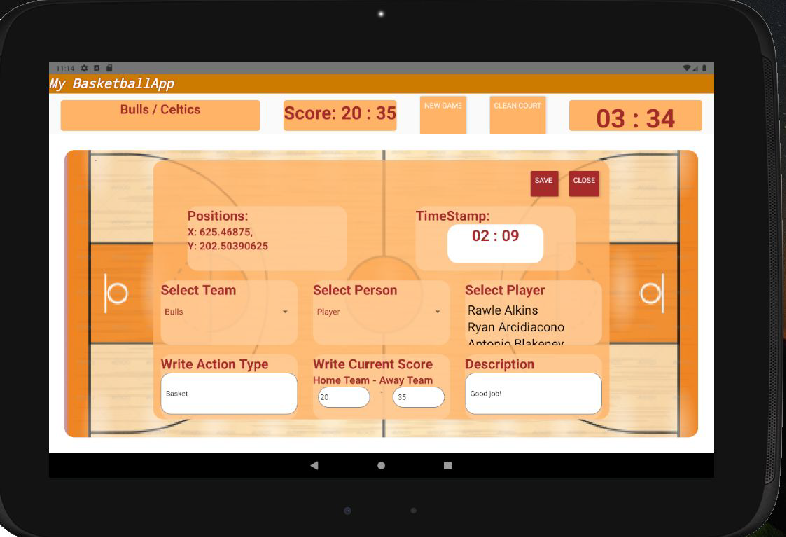 11:14
My BasketballApp
Bulls / Celtics
Score: 20 : 35
NEW GAME
CLEAN COURT
03 : 34
SAVE
CLOSE
Positions:
X: 625.46875,
Y: 202.50390625
TimeStamp:
02 : 09
Select Team
Bulls
Select Person
Player
Select Player
Rawle Alkins
Ryan Arcidiacono
Antonio Blakeney
Write Action Type
Basket
Write Current Score
Home Team - Away Team
20 - 35
Description
Good job!